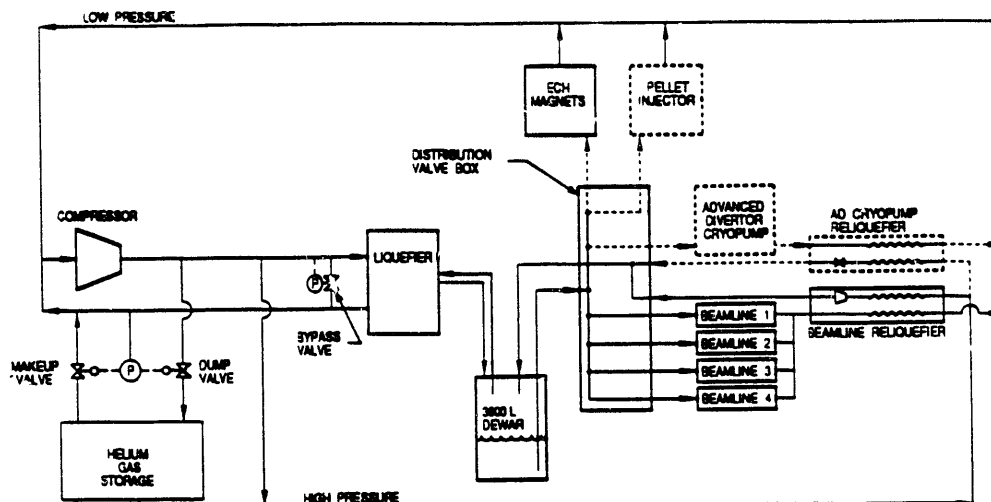 LOW PRESSURE
ECH
MAGNETS
PELLET
INJECTOR
DISTRIBUTION
VALVE BOX
ADVANCED
DIVERTOR
CRYOPUMP
AD CRYOPUMP
RELIQUEFIER
COMPRESSOR
LIQUEFIER
P
BYPASS
VALVE
BEAMLINE 1
BEAMLINE RELIQUEFIER
BEAMLINE 2
BEAMLINE 3
BEAMLINE 4
MAKEUP
VALVE
P
DUMP
VALVE
DEWAR
HELIUM
GAS
STORAGE
HIGH PRESSURE